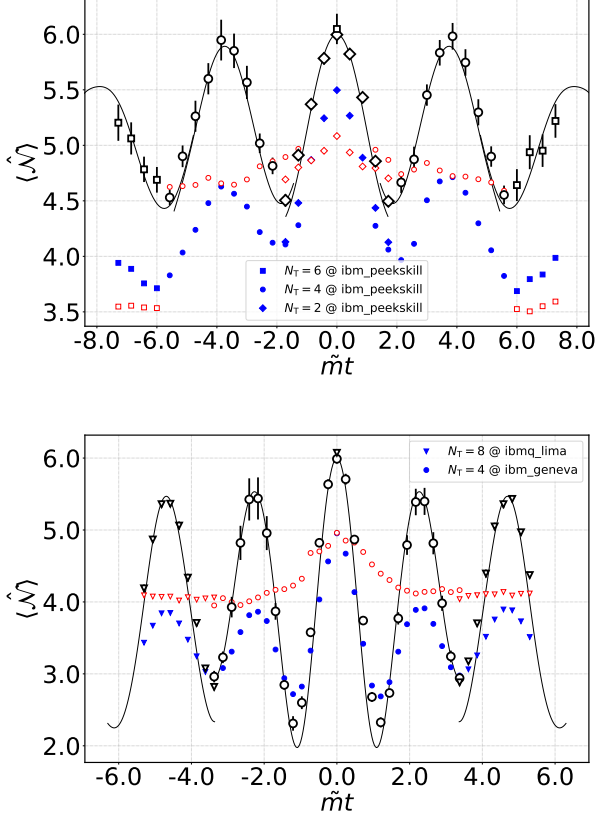 6.0
5.5
5.0
4.5
4.0
3.5
⟨𝒩̂⟩
N_T = 6 @ ibm_peekskill
N_T = 4 @ ibm_peekskill
N_T = 2 @ ibm_peekskill
-8.0 -6.0 -4.0 -2.0 0.0 2.0 4.0 6.0 8.0
m̃t
N_T = 8 @ ibmq_lima
N_T = 4 @ ibm_geneva
6.0
5.0
4.0
3.0
2.0
⟨𝒩̂⟩
-6.0 -4.0 -2.0 0.0 2.0 4.0 6.0
m̃t